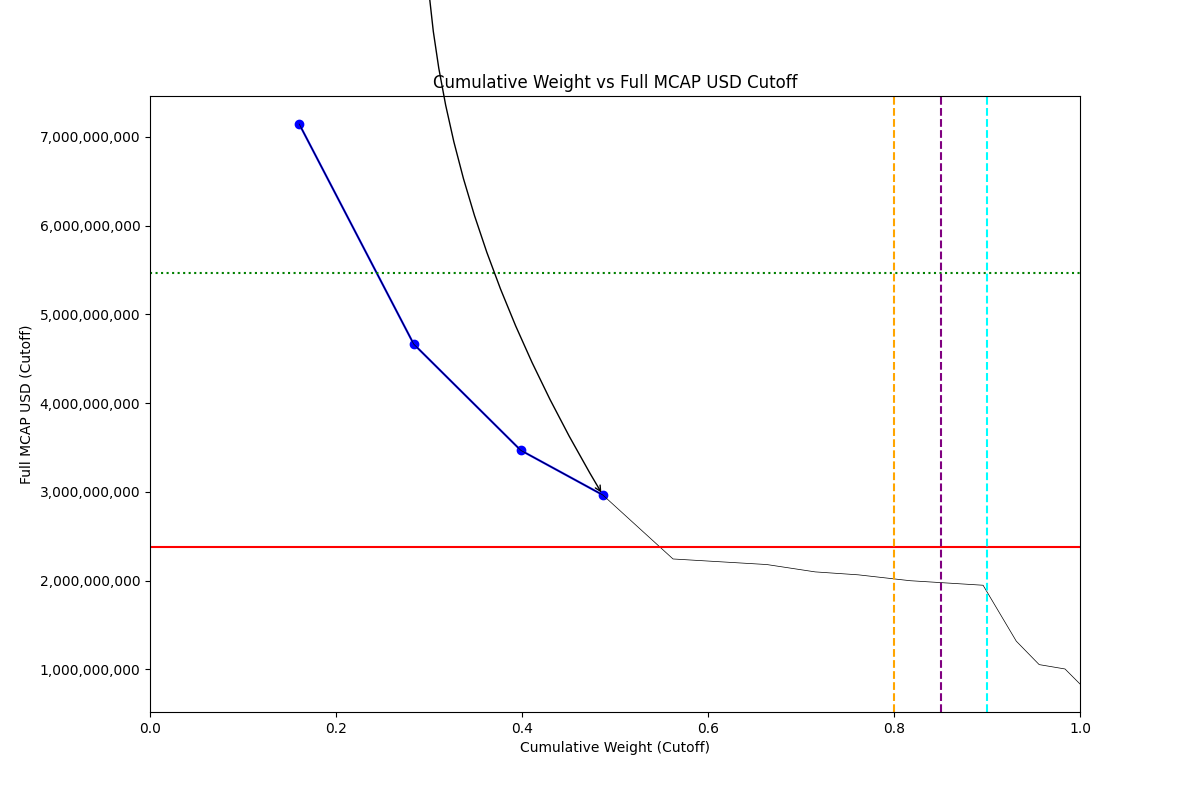 Cumulative Weight vs Full MCAP USD Cutoff
7,000,000,000
6,000,000,000
5,000,000,000
4,000,000,000
3,000,000,000
2,000,000,000
1,000,000,000
Full MCAP USD (Cutoff)
0.0 0.2 0.4 0.6 0.8 1.0
Cumulative Weight (Cutoff)